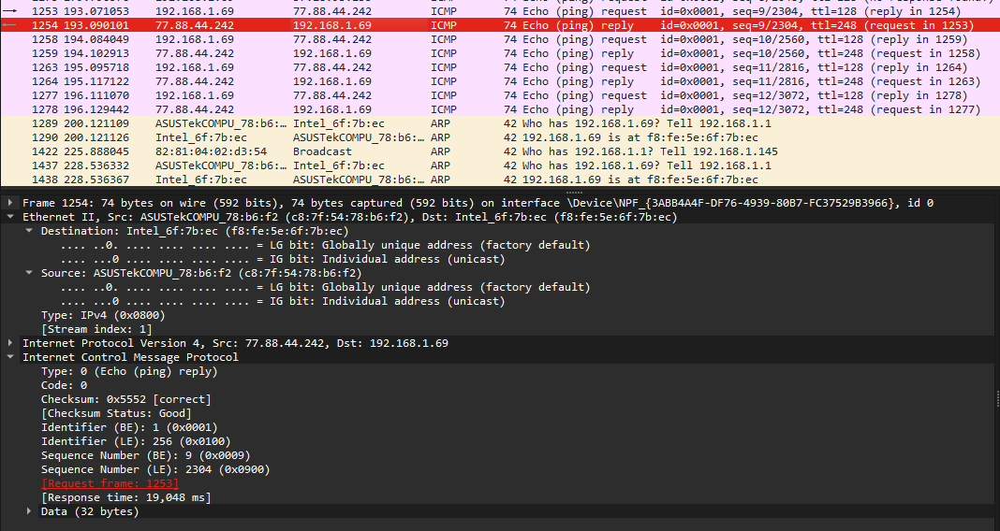 1253 193.071053 192.168.1.69 77.88.44.242 ICMP 74 Echo (ping) request id=0x0001, seq=9/2304, ttl=128 (reply in 1254)
1254 193.090101 77.88.44.242 192.168.1.69 ICMP 74 Echo (ping) reply id=0x0001, seq=9/2304, ttl=248 (request in 1253)
1258 194.084049 192.168.1.69 77.88.44.242 ICMP 74 Echo (ping) request id=0x0001, seq=10/2560, ttl=128 (reply in 1259)
1259 194.102913 77.88.44.242 192.168.1.69 ICMP 74 Echo (ping) reply id=0x0001, seq=10/2560, ttl=248 (request in 1258)
1263 195.095718 192.168.1.69 77.88.44.242 ICMP 74 Echo (ping) request id=0x0001, seq=11/2816, ttl=128 (reply in 1264)
1264 195.117122 77.88.44.242 192.168.1.69 ICMP 74 Echo (ping) reply id=0x0001, seq=11/2816, ttl=248 (request in 1263)
1277 196.111070 192.168.1.69 77.88.44.242 ICMP 74 Echo (ping) request id=0x0001, seq=12/3072, ttl=128 (reply in 1278)
1278 196.129442 77.88.44.242 192.168.1.69 ICMP 74 Echo (ping) reply id=0x0001, seq=12/3072, ttl=248 (request in 1277)
1289 200.121109 ASUSTekCOMPU_78:b6:… Intel_6f:7b:ec ARP 42 Who has 192.168.1.69? Tell 192.168.1.1
1290 200.121126 Intel_6f:7b:ec ASUSTekCOMPU_78:b6:… ARP 42 192.168.1.69 is at f8:fe:5e:6f:7b:ec
1422 225.888045 82:81:04:02:d3:54 Broadcast ARP 42 Who has 192.168.1.1? Tell 192.168.1.145
1437 228.536332 ASUSTekCOMPU_78:b6:… Intel_6f:7b:ec ARP 42 Who has 192.168.1.69? Tell 192.168.1.1
1438 228.536367 Intel_6f:7b:ec ASUSTekCOMPU_78:b6:… ARP 42 192.168.1.69 is at f8:fe:5e:6f:7b:ec
Frame 1254: 74 bytes on wire (592 bits), 74 bytes captured (592 bits) on interface \Device\NPF_{3ABB4A4F-DF76-4939-80B7-FC37529B3966}, id 0
Ethernet II, Src: ASUSTekCOMPU_78:b6:f2 (c8:7f:54:78:b6:f2), Dst: Intel_6f:7b:ec (f8:fe:5e:6f:7b:ec)
Destination: Intel_6f:7b:ec (f8:fe:5e:6f:7b:ec)
.... ..0. .... .... .... .... = LG bit: Globally unique address (factory default)
.... ...0 .... .... .... .... = IG bit: Individual address (unicast)
Source: ASUSTekCOMPU_78:b6:f2 (c8:7f:54:78:b6:f2)
.... ..0. .... .... .... .... = LG bit: Globally unique address (factory default)
.... ...0 .... .... .... .... = IG bit: Individual address (unicast)
Type: IPv4 (0x0800)
[Stream index: 1]
Internet Protocol Version 4, Src: 77.88.44.242, Dst: 192.168.1.69
Internet Control Message Protocol
Type: 0 (Echo (ping) reply)
Code: 0
Checksum: 0x5552 [correct]
[Checksum Status: Good]
Identifier (BE): 1 (0x0001)
Identifier (LE): 256 (0x0100)
Sequence Number (BE): 9 (0x0009)
Sequence Number (LE): 2304 (0x0900)
[Request frame: 1253]
[Response time: 19,048 ms]
Data (32 bytes)